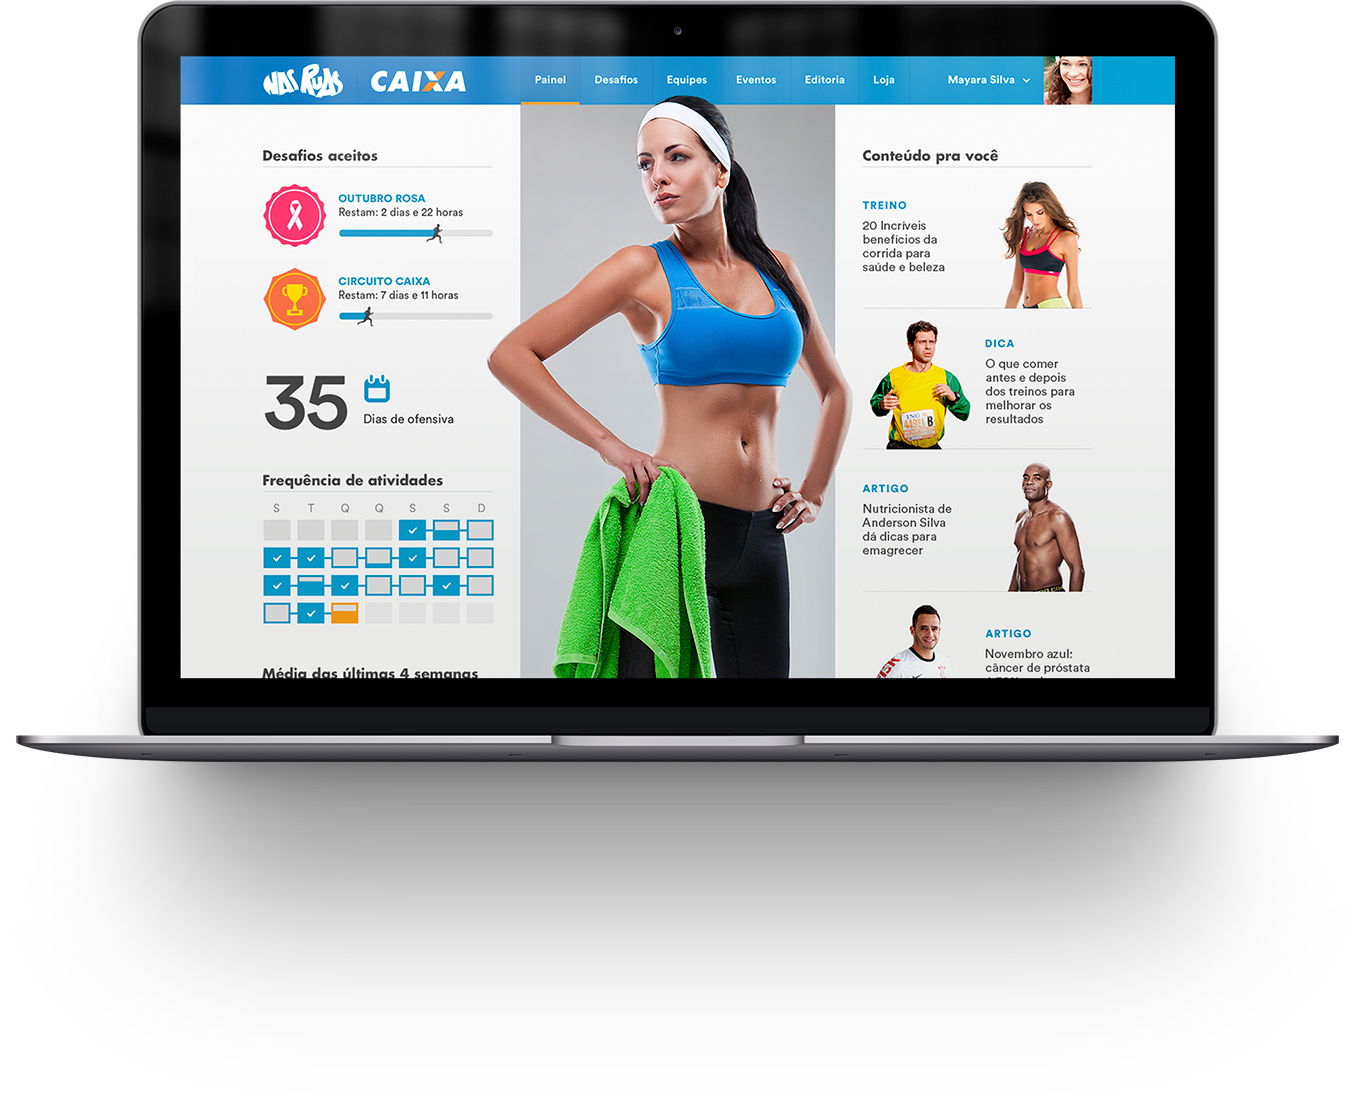 NAS RUAS
CAIXA
Painel
Desafios
Equipes
Eventos
Editoria
Loja
Mayara Silva
Desafios aceitos
OUTUBRO ROSA
Restam: 2 dias e 22 horas
CIRCUITO CAIXA
Restam: 7 dias e 11 horas
35
Dias de ofensiva
Frequência de atividades
S T Q Q S S D
Média das últimas 4 semanas
Conteúdo pra você
TREINO
20 Incríveis
benefícios da
corrida para
saúde e beleza
DICA
O que comer
antes e depois
dos treinos para
melhorar os
resultados
ING
B
ARTIGO
Nutricionista de
Anderson Silva
dá dicas para
emagrecer
ARTIGO
Novembro azul:
câncer de próstata